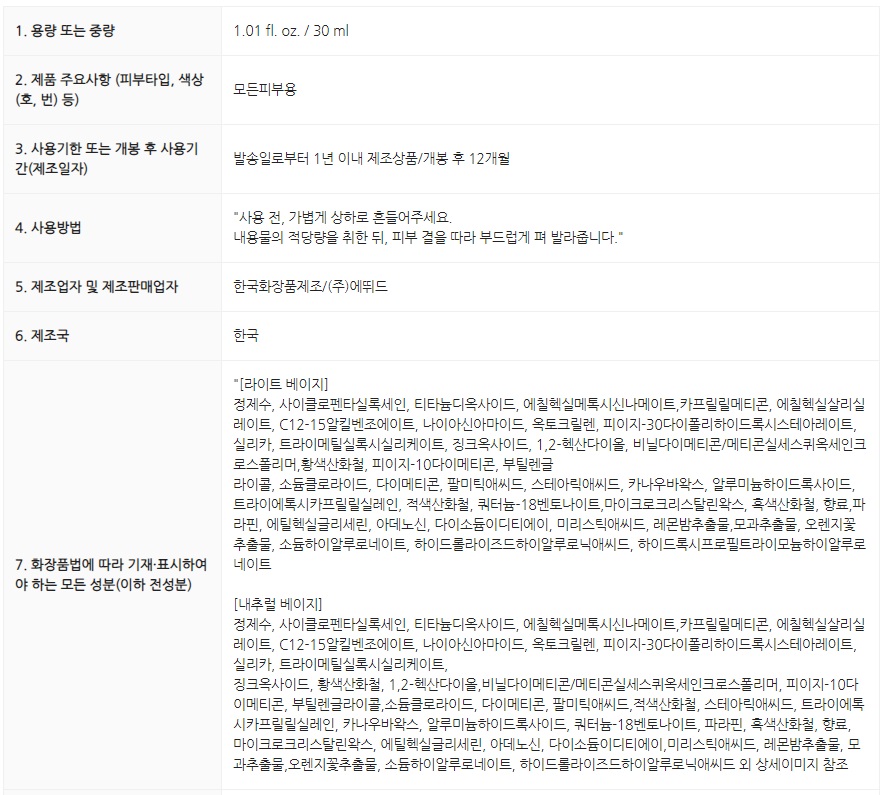 1. 용량 또는 중량
1.01 fl. oz. / 30 ml
2. 제품 주요사항 (피부타입, 색상
(호, 번) 등)
모든피부용
3. 사용기한 또는 개봉 후 사용기
간(제조일자)
발송일로부터 1년 이내 제조상품/개봉 후 12개월
4. 사용방법
"사용 전, 가볍게 상하로 흔들어주세요.
내용물의 적당량을 취한 뒤, 피부 결을 따라 부드럽게 펴 발라줍니다."
5. 제조업자 및 제조판매업자
한국화장품제조/(주)에뛰드
6. 제조국
한국
7. 화장품법에 따라 기재·표시하여
야 하는 모든 성분(이하 전성분)
"[라이트 베이지]
정제수, 사이클로펜타실록세인, 티타늄디옥사이드, 에칠헥실메톡시신나메이트,카프릴릴메티콘, 에칠헥실살리실
레이트, C12-15알킬벤조에이트, 나이아신아마이드, 옥토크릴렌, 피이지-30다이폴리하이드록시스테아레이트,
실리카, 트라이메틸실록시실리케이트, 징크옥사이드, 1,2-헥산다이올, 비닐다이메티콘/메티콘실세스퀴옥세인크
로스폴리머,황색산화철, 피이지-10다이메티콘, 부틸렌글
라이콜, 소듐클로라이드, 다이메티콘, 팔미틱애씨드, 스테아릭애씨드, 카나우바왁스, 알루미늄하이드록사이드,
트라이에톡시카프릴릴실레인, 적색산화철, 쿼터늄-18벤토나이트,마이크로크리스탈린왁스, 흑색산화철, 향료,파
라핀, 에틸헥실글리세린, 아데노신, 다이소듐이디티에이, 미리스틱애씨드, 레몬밤추출물,모과추출물, 오렌지꽃
추출물, 소듐하이알루로네이트, 하이드롤라이즈드하이알루로닉애씨드, 하이드록시프로필트라이모늄하이알루로
네이트
[내추럴 베이지]
정제수, 사이클로펜타실록세인, 티타늄디옥사이드, 에칠헥실메톡시신나메이트,카프릴릴메티콘, 에칠헥실살리실
레이트, C12-15알킬벤조에이트, 나이아신아마이드, 옥토크릴렌, 피이지-30다이폴리하이드록시스테아레이트,
실리카, 트라이메틸실록시실리케이트,
징크옥사이드, 황색산화철, 1,2-헥산다이올,비닐다이메티콘/메티콘실세스퀴옥세인크로스폴리머, 피이지-10다
이메티콘, 부틸렌글라이콜,소듐클로라이드, 다이메티콘, 팔미틱애씨드,적색산화철, 스테아릭애씨드, 트라이에톡
시카프릴릴실레인, 카나우바왁스, 알루미늄하이드록사이드, 쿼터늄-18벤토나이트, 파라핀, 흑색산화철, 향료,
마이크로크리스탈린왁스, 에틸헥실글리세린, 아데노신, 다이소듐이디티에이,미리스틱애씨드, 레몬밤추출물, 모
과추출물,오렌지꽃추출물, 소듐하이알루로네이트, 하이드롤라이즈드하이알루로닉애씨드 외 상세이미지 참조